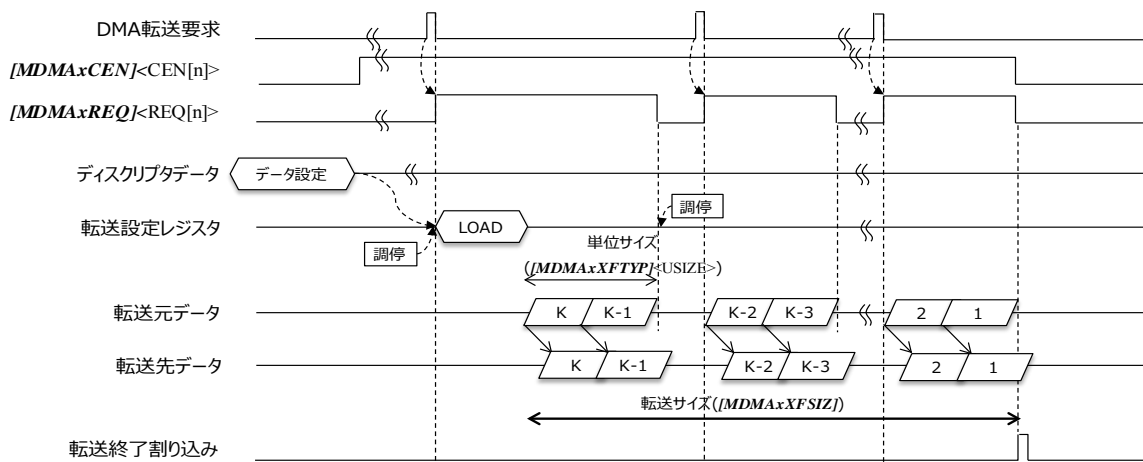 DMA転送要求
[MDMAxCEN]<CEN[n]>
[MDMAxREQ]<REQ[n]>
ディスクリプタデータ
データ設定
転送設定レジスタ
調停
LOAD
調停
単位サイズ
([MDMAxXFTYP]<USIZE>)
転送元データ
K K-1 K-2 K-3 2 1
転送先データ
K K-1 K-2 K-3 2 1
転送サイズ([MDMAxXFSIZ])
転送終了割り込み